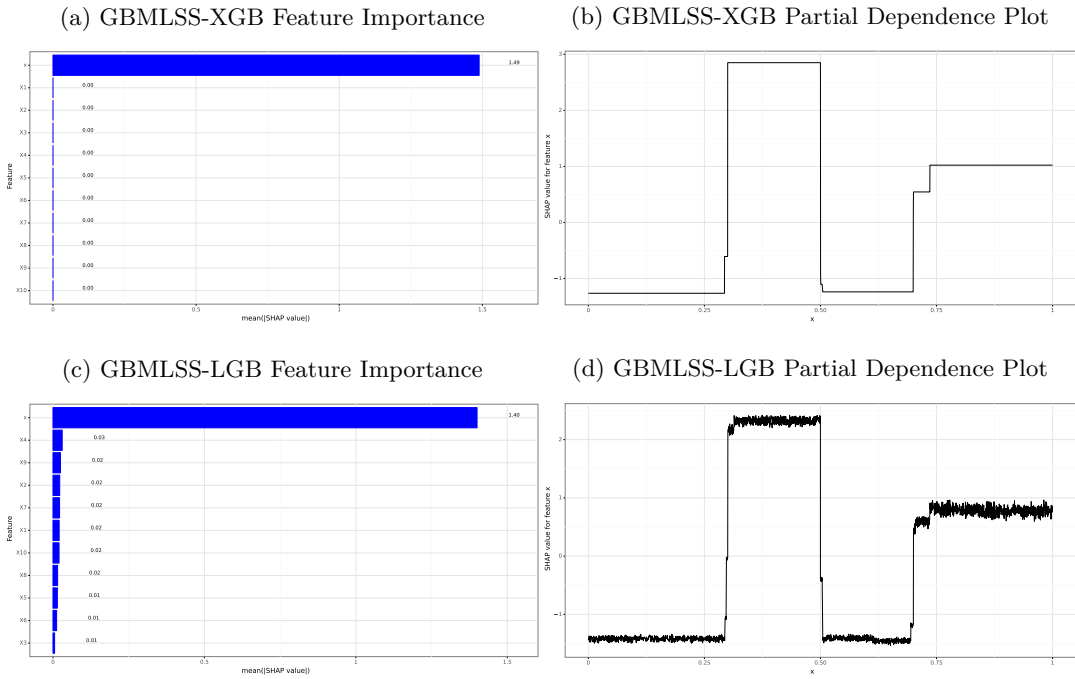 (a) GBMLSS-XGB Feature Importance
x
X1
X2
X3
X4
X5
X6
X7
X8
X9
X10
1.49
0.00
0.00
0.00
0.00
0.00
0.00
0.00
0.00
0.00
0.00
Feature
0
0.5
1
1.5
mean(|SHAP value|)
(b) GBMLSS-XGB Partial Dependence Plot
3
2
1
0
−1
SHAP value for feature x
0
0.25
0.50
0.75
1
x
(c) GBMLSS-LGB Feature Importance
x
X4
X9
X2
X7
X1
X10
X8
X5
X6
X3
1.40
0.03
0.02
0.02
0.02
0.02
0.02
0.02
0.01
0.01
0.01
Feature
0
0.5
1
1.5
mean(|SHAP value|)
(d) GBMLSS-LGB Partial Dependence Plot
2
1
0
−1
SHAP value for feature x
0
0.25
0.50
0.75
1
x